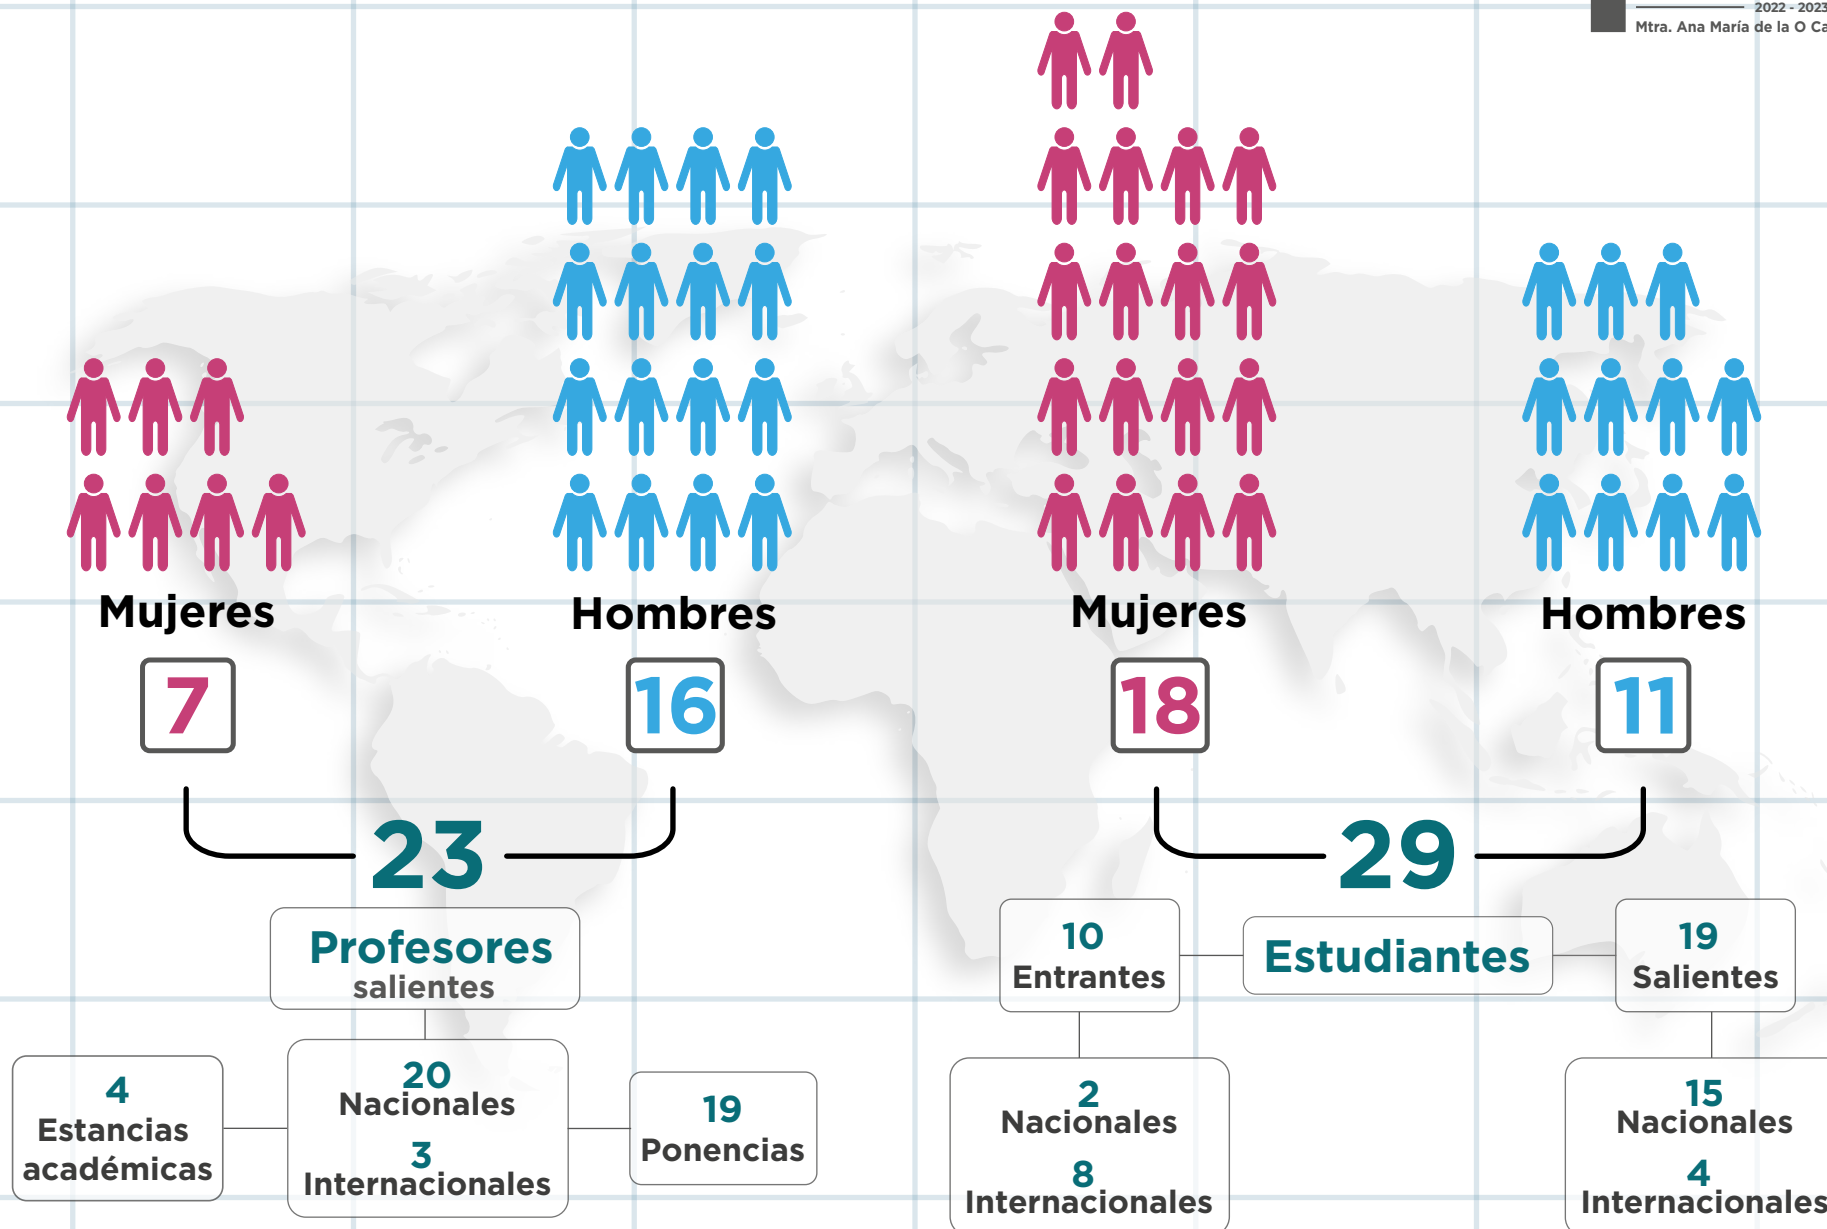 2022 - 2023
Mtra. Ana María de la O
Mujeres
7
Hombres
16
Mujeres
18
Hombres
11
23
Profesores
salientes
4
Estancias
académicas
20
Nacionales
3
Internacionales
19
Ponencias
29
Estudiantes
10
Entrantes
2
Nacionales
8
Internacionales
19
Salientes
15
Nacionales
4
Internacionales